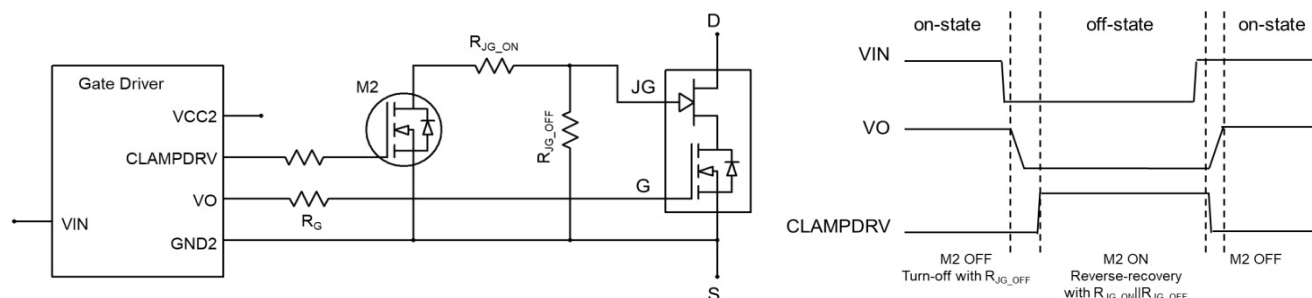 D
R_JG_ON
Gate Driver
M2
JG
VCC2
R_JG_OFF
CLAMPDRV
G
VO
VIN
R_G
GND2
S
on-state
off-state
on-state
VIN
VO
CLAMPDRV
M2 OFF
Turn-off with R_JG_OFF
M2 ON
Reverse-recovery
with R_JG_ON||R_JG_OFF
M2 OFF